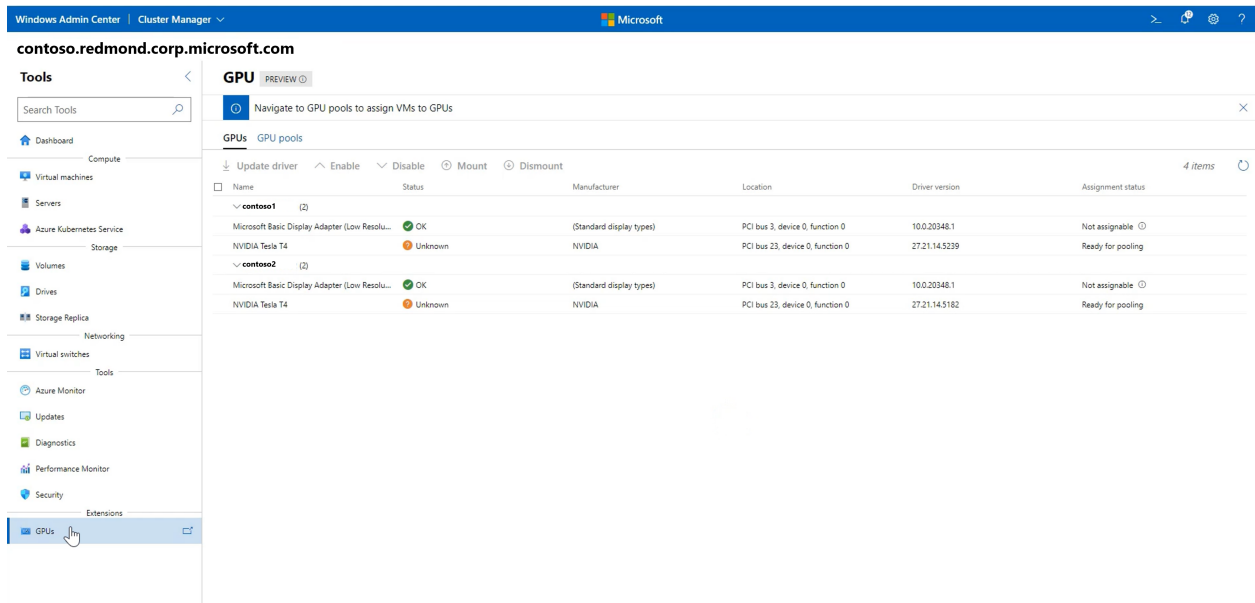 Windows Admin Center | Cluster Manager
Microsoft
contoso.redmond.corp.microsoft.com
Tools
Search Tools
Dashboard
Compute
Virtual machines
Servers
Azure Kubernetes Service
Storage
Volumes
Drives
Storage Replica
Networking
Virtual switches
Tools
Azure Monitor
Updates
Diagnostics
Performance Monitor
Security
Extensions
GPUs
GPU PREVIEW
Navigate to GPU pools to assign VMs to GPUs
GPUs GPU pools
Update driver Enable Disable Mount Dismount 4 items
Name Status Manufacturer Location Driver version Assignment status
contoso1 (2)
Microsoft Basic Display Adapter (Low Resolu... OK (Standard display types) PCI bus 3, device 0, function 0 10.0.20348.1 Not assignable
NVIDIA Tesla T4 Unknown NVIDIA PCI bus 23, device 0, function 0 27.21.14.5239 Ready for pooling
contoso2 (2)
Microsoft Basic Display Adapter (Low Resolu... OK (Standard display types) PCI bus 3, device 0, function 0 10.0.20348.1 Not assignable
NVIDIA Tesla T4 Unknown NVIDIA PCI bus 23, device 0, function 0 27.21.14.5182 Ready for pooling